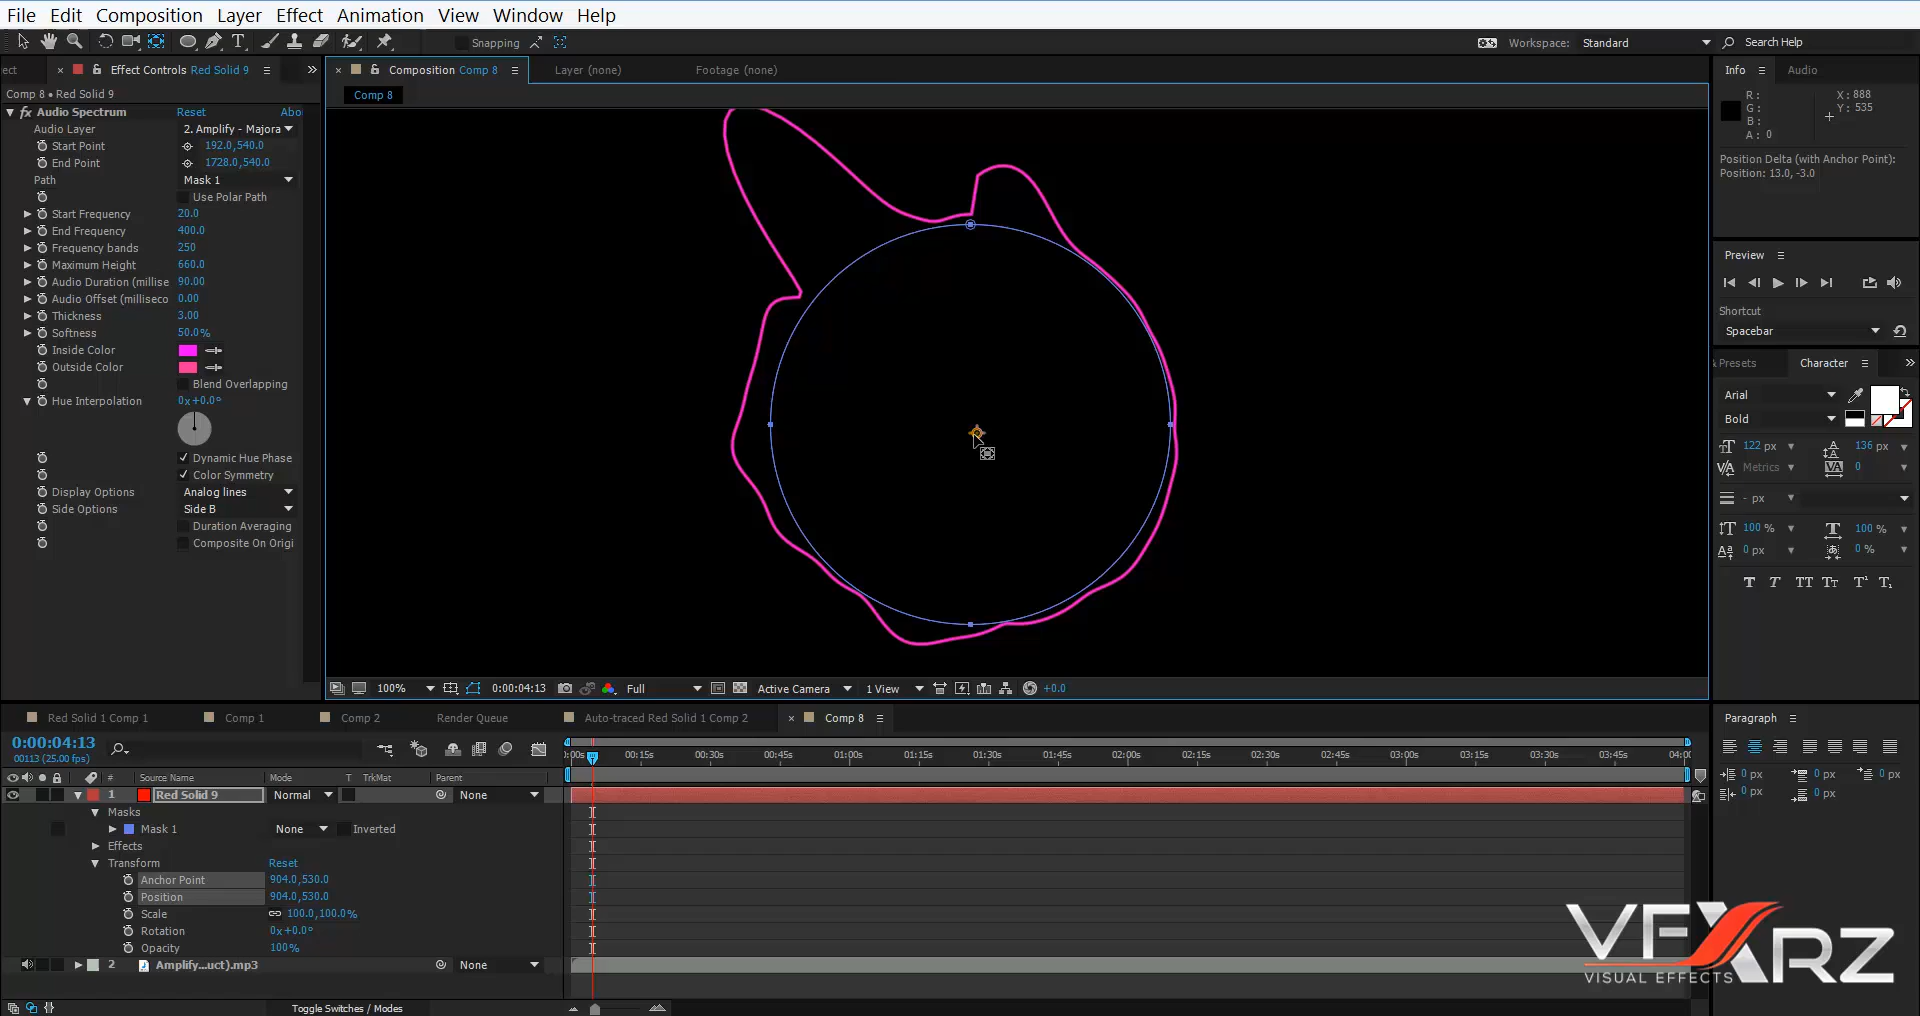 File Edit Composition Layer Effect Animation View Window Help
Snapping
Workspace: Standard Search Help
ect × Effect Controls Red Solid 9
Comp 8 • Red Solid 9
fx Audio Spectrum Reset Abo
Audio Layer 2. Amplify - Majora
Start Point 192.0,540.0
End Point 1728.0,540.0
Path Mask 1
Use Polar Path
Start Frequency 20.0
End Frequency 400.0
Frequency bands 250
Maximum Height 660.0
Audio Duration (millise 90.00
Audio Offset (milliseco 0.00
Thickness 3.00
Softness 50.0%
Inside Color
Outside Color
Blend Overlapping
Hue Interpolation 0x+0.0°
Dynamic Hue Phase
Color Symmetry
Display Options Analog lines
Side Options Side B
Duration Averaging
Composite On Origi
× Composition Comp 8 Layer (none) Footage (none)
Comp 8
100% 0:00:04:13 Full Active Camera 1 View +0.0
Info Audio
R: X: 888
G: Y: 535
B:
A: 0
Position Delta (with Anchor Point):
Position: 13.0, -3.0
Preview
Shortcut
Spacebar
& Presets Character
Arial
Bold
122 px 136 px
Metrics 0
- px
100 % 100 %
0 px 0 %
T T TT Tt T¹ T₁
Paragraph
0 px 0 px 0 px
0 px 0 px
Red Solid 1 Comp 1 Comp 1 Comp 2 Render Queue Auto-traced Red Solid 1 Comp 2 × Comp 8
0:00:04:13
00113 (25.00 fps)
# Source Name Mode T TrkMat Parent
):00s 00:15s 00:30s 00:45s 01:00s 01:15s 01:30s 01:45s 02:00s 02:15s 02:30s 02:45s 03:00s 03:15s 03:30s 03:45s 04:0
1 Red Solid 9 Normal None
Masks
Mask 1 None Inverted
Effects
Transform Reset
Anchor Point 904.0,530.0
Position 904.0,530.0
Scale 100.0,100.0%
Rotation 0x+0.0°
Opacity 100%
2 Amplify...uct).mp3 None
Toggle Switches / Modes
VFXARZ
VISUAL EFFECTS